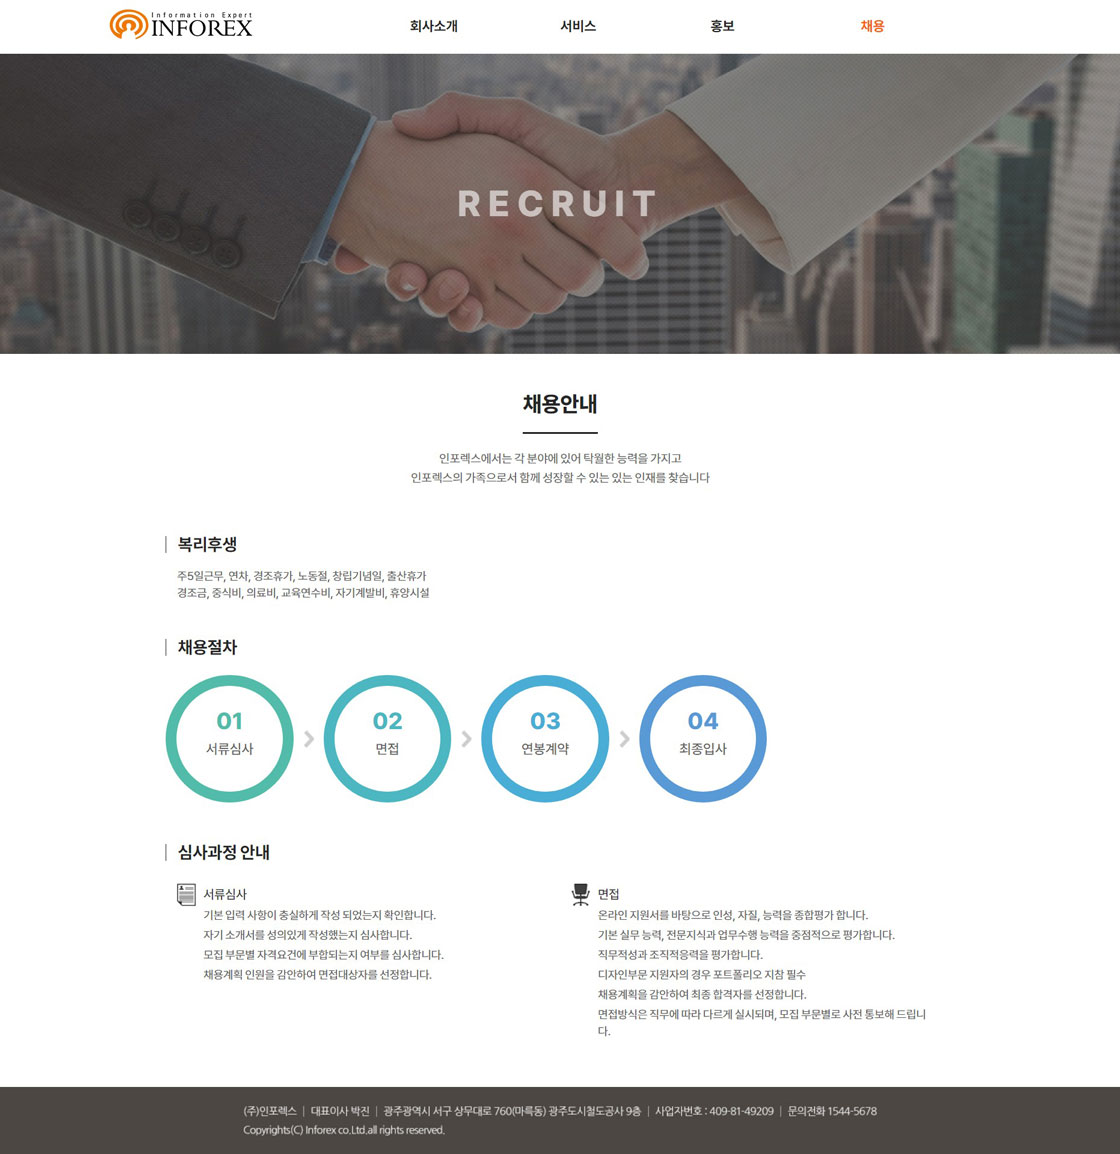 Information Expert
INFOREX
회사소개 서비스 홍보 채용
RECRUIT
채용안내
인포렉스에서는 각 분야에 있어 탁월한 능력을 가지고
인포렉스의 가족으로서 함께 성장할 수 있는 있는 인재를 찾습니다
복리후생
주5일근무, 연차, 경조휴가, 노동절, 창립기념일, 출산휴가
경조금, 중식비, 의료비, 교육연수비, 자기계발비, 휴양시설
채용절차
01
서류심사
02
면접
03
연봉계약
04
최종입사
심사과정 안내
서류심사
기본 입력 사항이 충실하게 작성 되었는지 확인합니다.
자기 소개서를 성의있게 작성했는지 심사합니다.
모집 부문별 자격요건에 부합되는지 여부를 심사합니다.
채용계획 인원을 감안하여 면접대상자를 선정합니다.
면접
온라인 지원서를 바탕으로 인성, 자질, 능력을 종합평가 합니다.
기본 실무 능력, 전문지식과 업무수행 능력을 중점적으로 평가합니다.
직무적성과 조직적응력을 평가합니다.
디자인부문 지원자의 경우 포트폴리오 지참 필수
채용계획을 감안하여 최종 합격자를 선정합니다.
면접방식은 직무에 따라 다르게 실시되며, 모집 부문별로 사전 통보해 드립니
다.
(주)인포렉스 | 대표이사 박진 | 광주광역시 서구 상무대로 760(마륵동) 광주도시철도공사 9층 | 사업자번호 : 409-81-49209 | 문의전화 1544-5678
Copyrights(C) Inforex co.Ltd.all rights reserved.